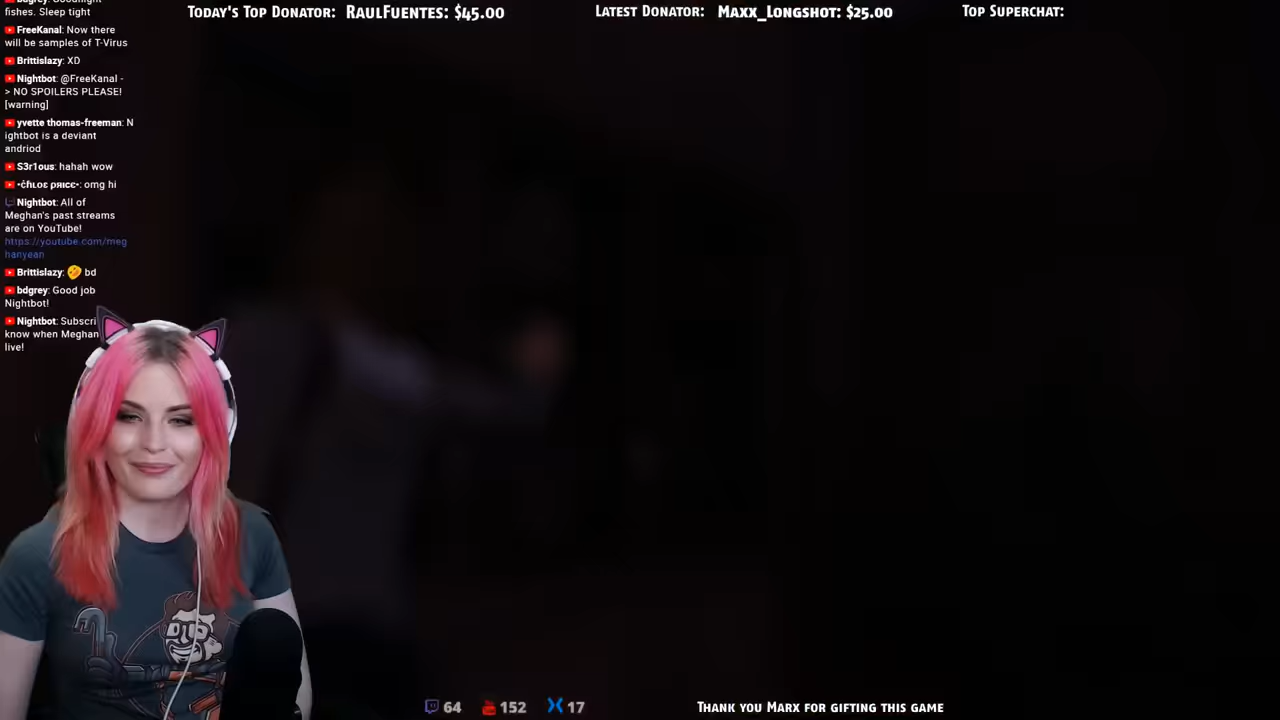 Today's Top Donator: RaulFuentes: $45.00
Latest Donator: Maxx_Longshot: $25.00
Top Superchat:
fishes. Sleep tight
FreeKanal: Now there
will be samples of T-Virus
Brittislazy: XD
Nightbot: @FreeKanal -
> NO SPOILERS PLEASE!
[warning]
yvette thomas-freeman: N
ightbot is a deviant
andriod
S3r1ous: hahah wow
omg hi
Nightbot: All of
Meghan's past streams
are on YouTube!
https://youtube.com/meg
hanyeah
Brittislazy: bd
bdgrey: Good job
Nightbot!
Nightbot: Subscri
know when Meghan
live!
64
152
17
Thank you Marx for gifting this game